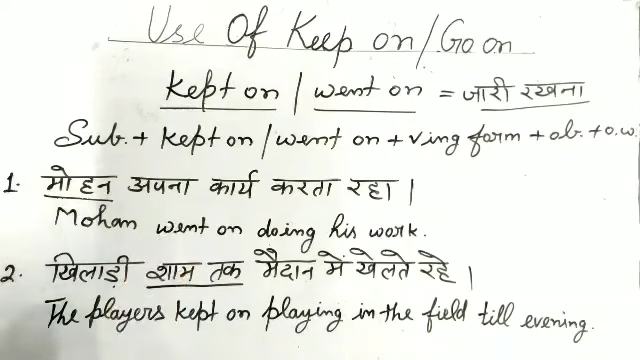 Use Of Keep on/Go on
Kept on / went on = जारी रखना
Sub. + Kept on / went on + ving form + ob. + o.w.
1. मोहन अपना कार्य करता रहा।
Mohan went on doing his work.
2. खिलाड़ी शाम तक मैदान में खेलते रहे।
The players kept on playing in the field till evening.